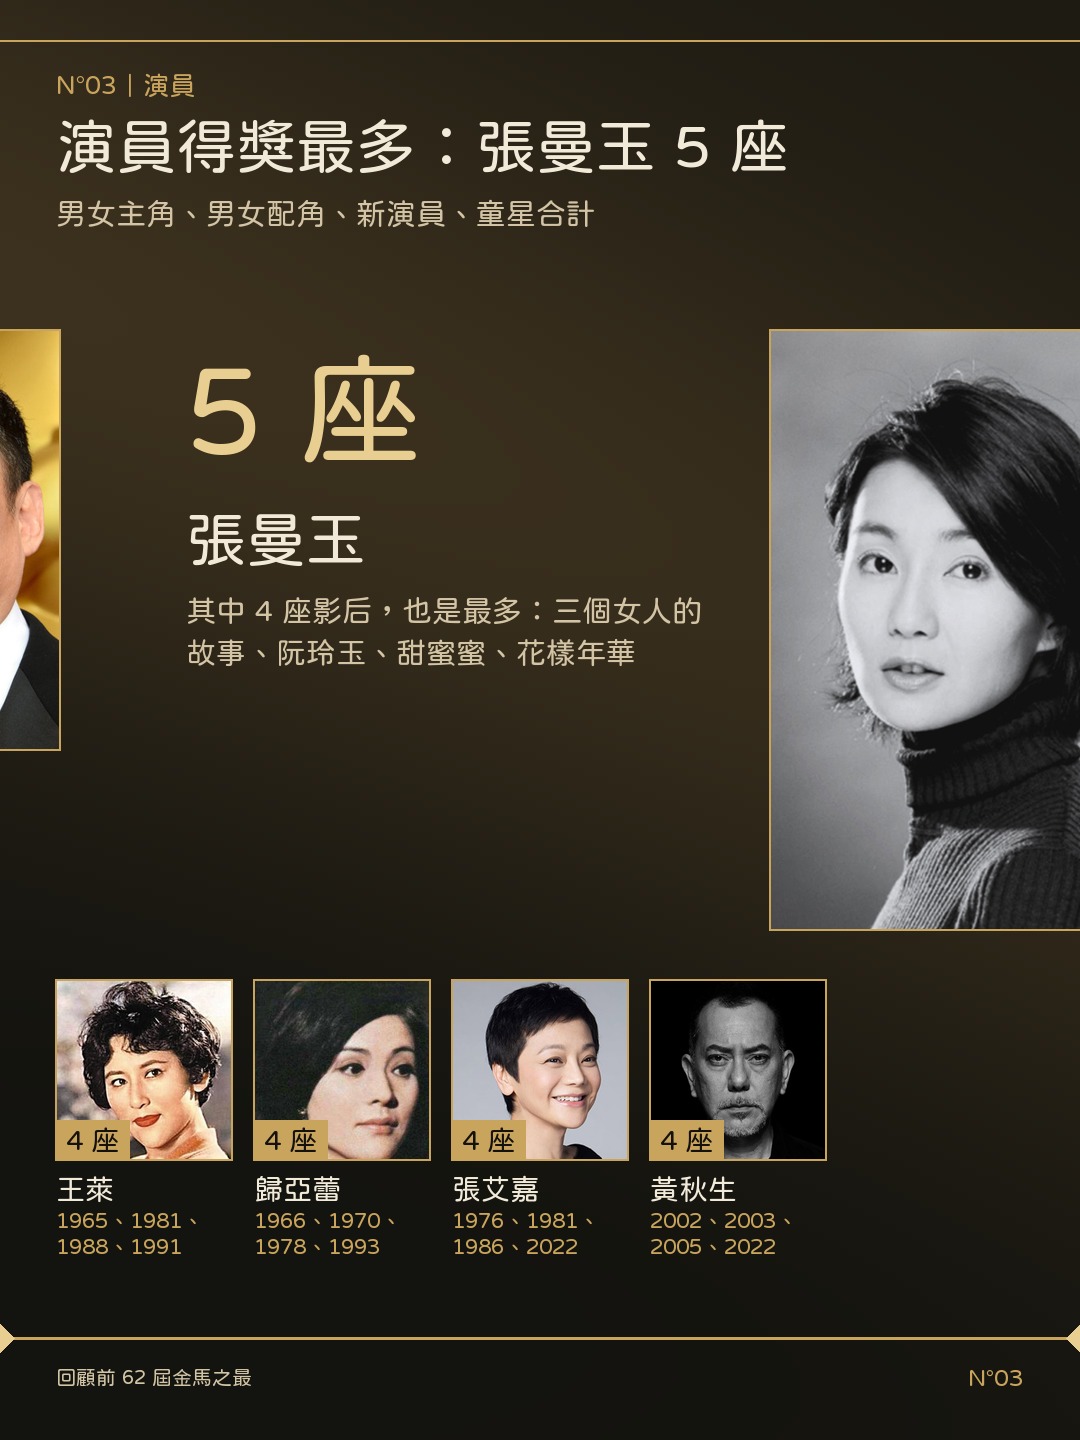 N°03｜演員
演員得獎最多：張曼玉 5 座
男女主角、男女配角、新演員、童星合計
5 座
張曼玉
其中 4 座影后，也是最多：三個女人的
故事、阮玲玉、甜蜜蜜、花樣年華
4 座
王萊
1965、1981、
1988、1991
4 座
歸亞蕾
1966、1970、
1978、1993
4 座
張艾嘉
1976、1981、
1986、2022
4 座
黃秋生
2002、2003、
2005、2022
回顧前 62 屆金馬之最
N°03